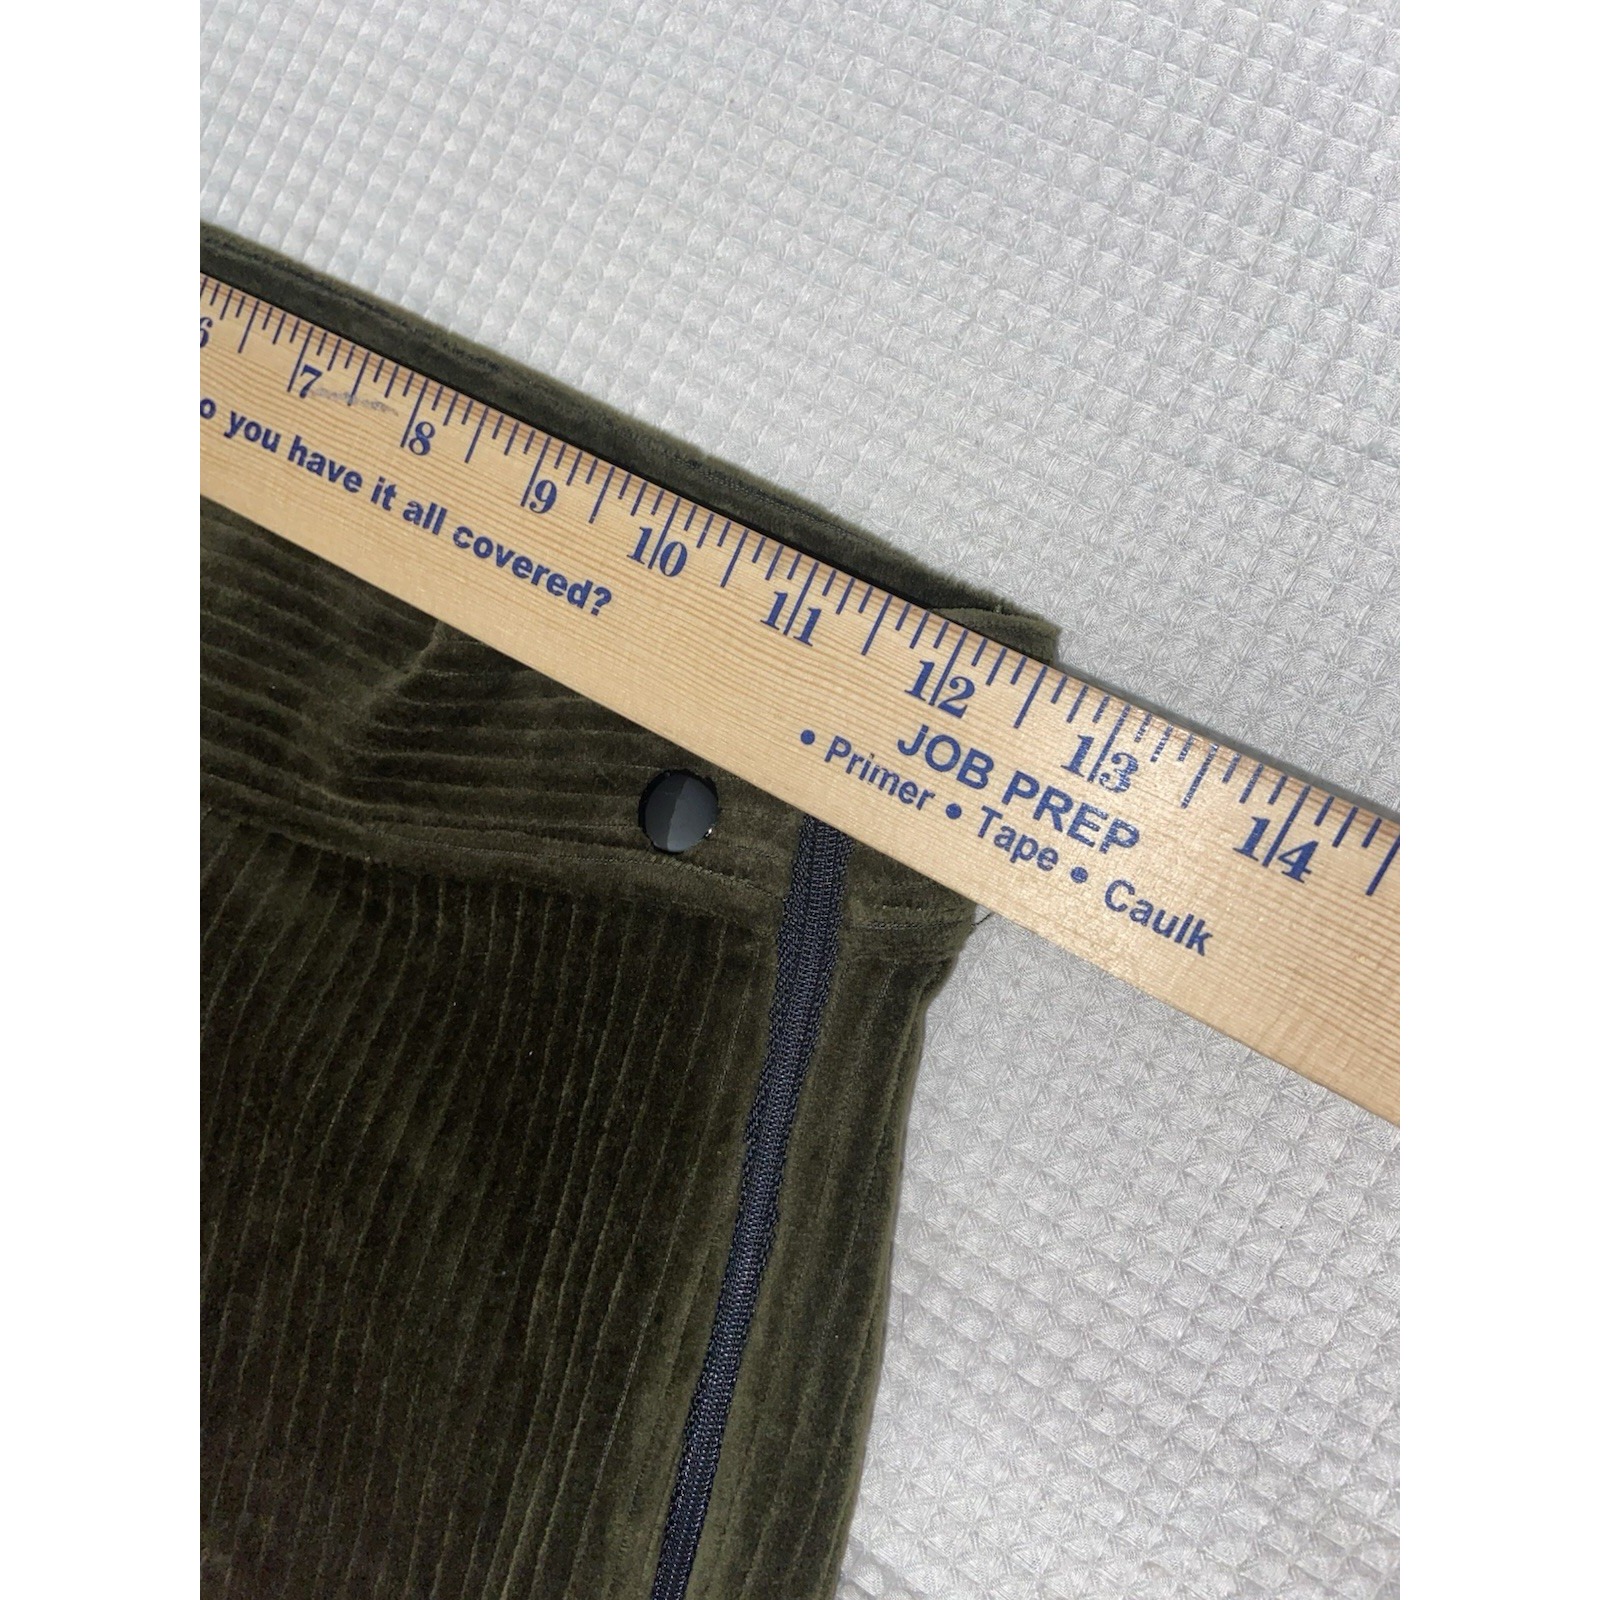 6 7 8 9 10 11 12 13 14
o you have it all covered?
JOB PREP
• Primer • Tape • Caulk